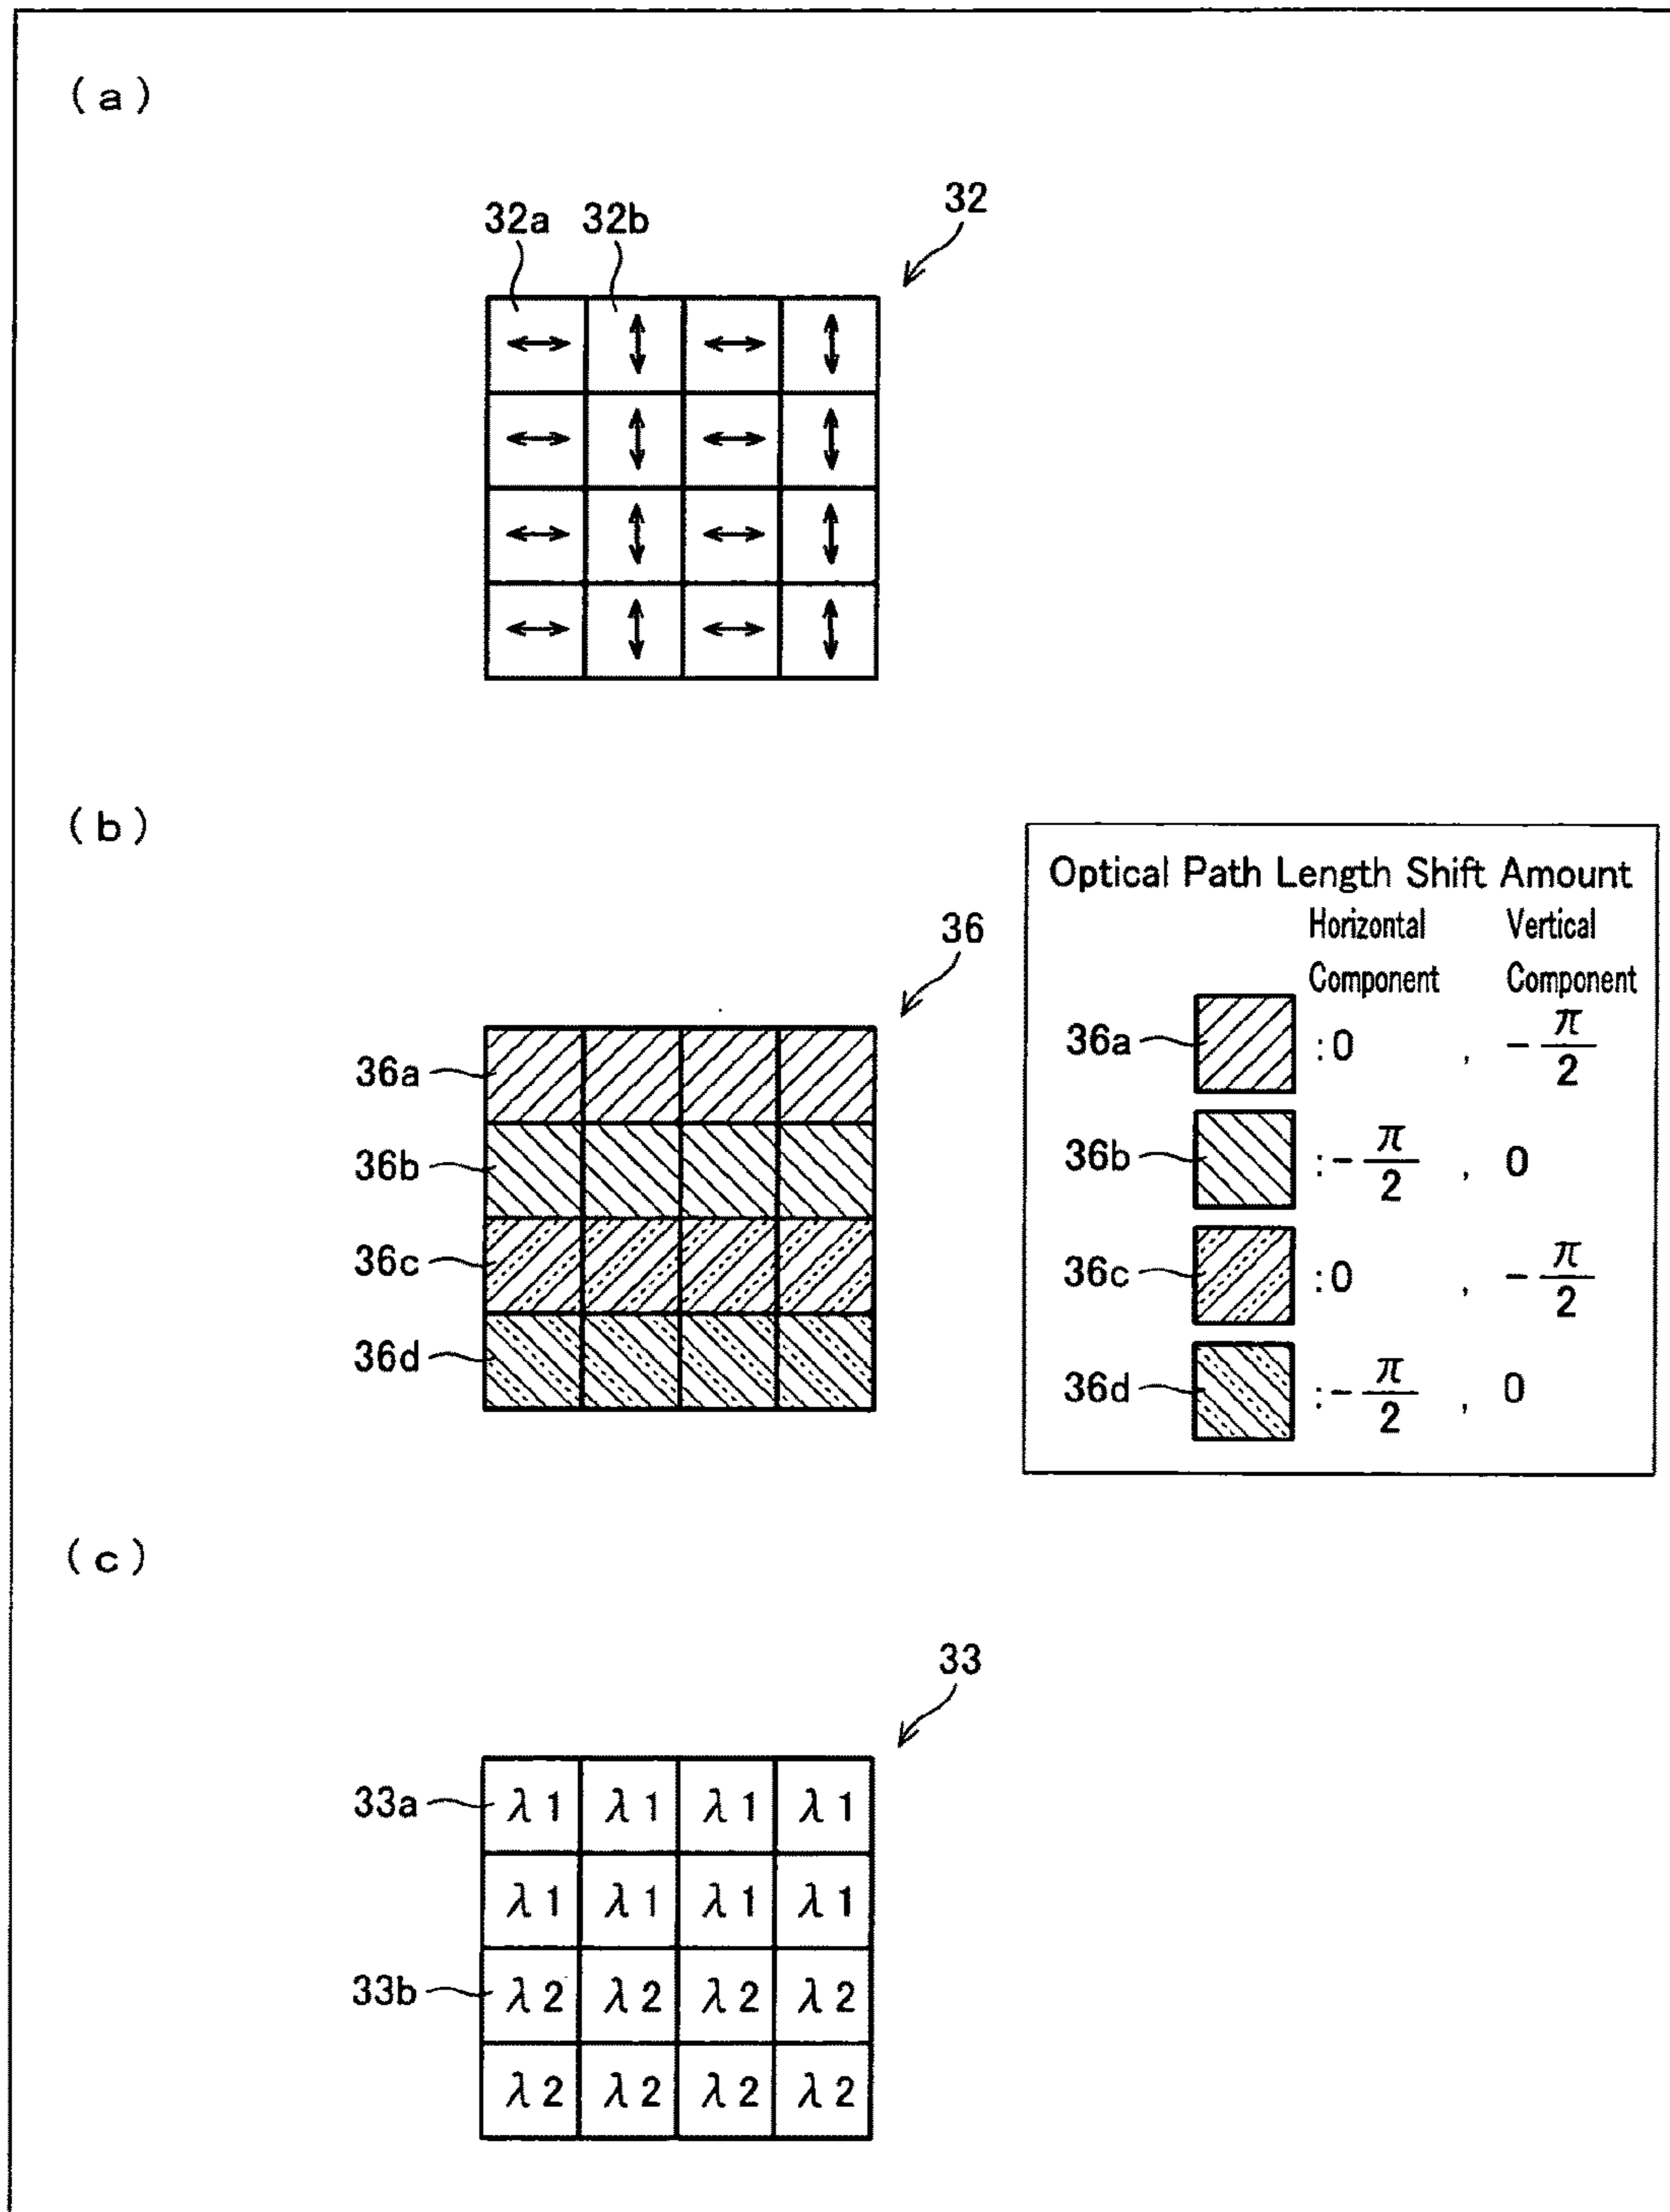 (a)
32
32a 32b
(b)
36
36a
36b
36c
36d
Optical Path Length Shift Amount
Horizontal Component Vertical Component
36a :0 , -π/2
36b :-π/2 , 0
36c :0 , -π/2
36d :-π/2 , 0
(c)
33
33a λ1 λ1 λ1 λ1
λ1 λ1 λ1 λ1
33b λ2 λ2 λ2 λ2
λ2 λ2 λ2 λ2